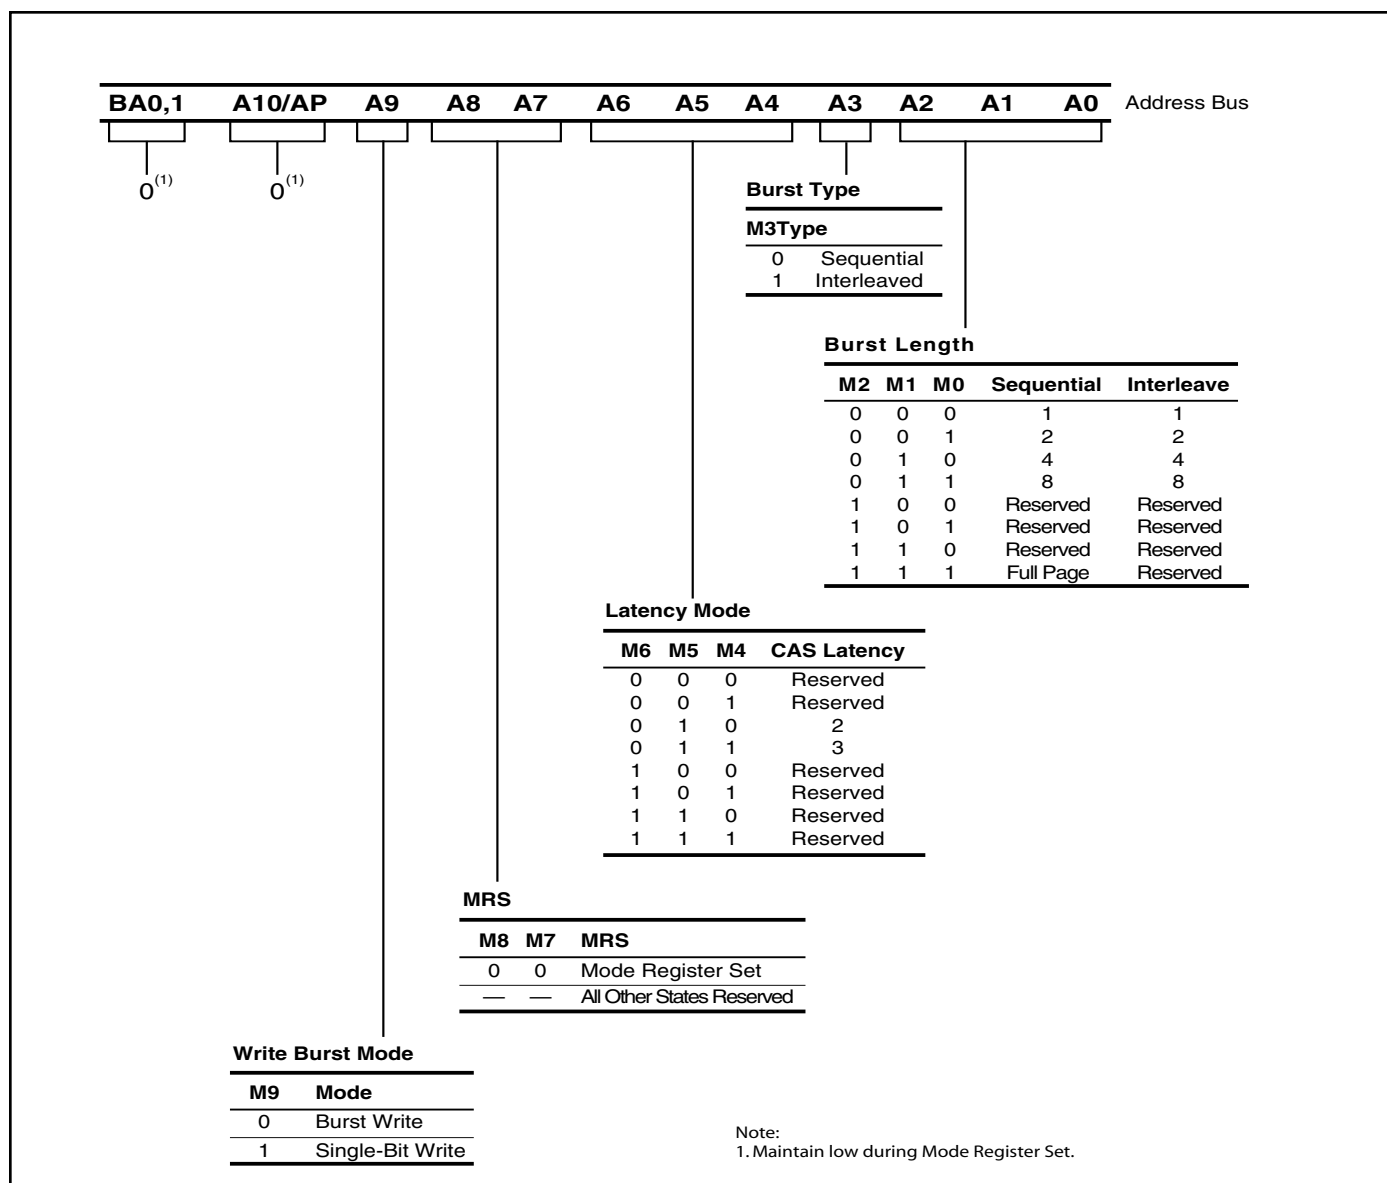 BA0,1 A10/AP A9 A8 A7 A6 A5 A4 A3 A2 A1 A0 Address Bus
0(1) 0(1)
Burst Type
M3Type
0 Sequential
1 Interleaved
Burst Length
M2 M1 M0 Sequential Interleave
0 0 0 1 1
0 0 1 2 2
0 1 0 4 4
0 1 1 8 8
1 0 0 Reserved Reserved
1 0 1 Reserved Reserved
1 1 0 Reserved Reserved
1 1 1 Full Page Reserved
Latency Mode
M6 M5 M4 CAS Latency
0 0 0 Reserved
0 0 1 Reserved
0 1 0 2
0 1 1 3
1 0 0 Reserved
1 0 1 Reserved
1 1 0 Reserved
1 1 1 Reserved
MRS
M8 M7 MRS
0 0 Mode Register Set
— — All Other States Reserved
Write Burst Mode
M9 Mode
0 Burst Write
1 Single-Bit Write
Note:
1. Maintain low during Mode Register Set.